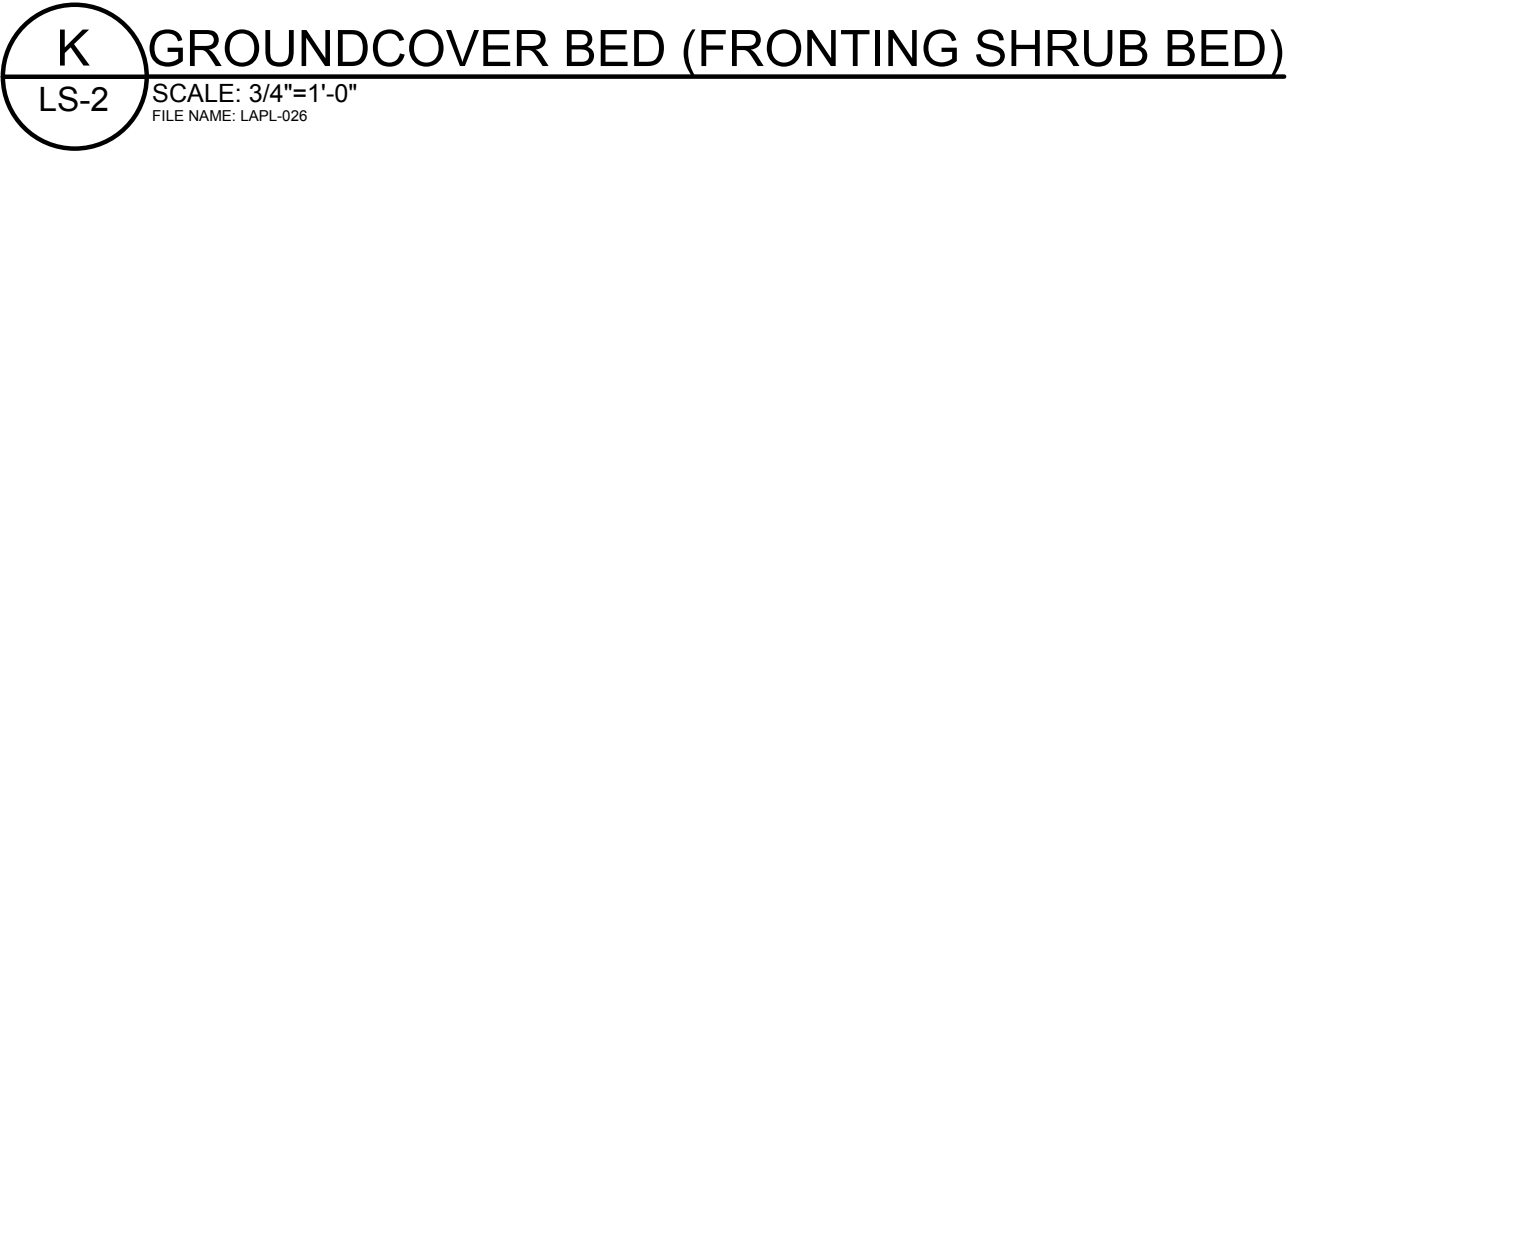 K
LS-2
GROUNDCOVER BED (FRONTING SHRUB BED)
SCALE: 3/4"=1'-0"
FILE NAME: LAPL-026